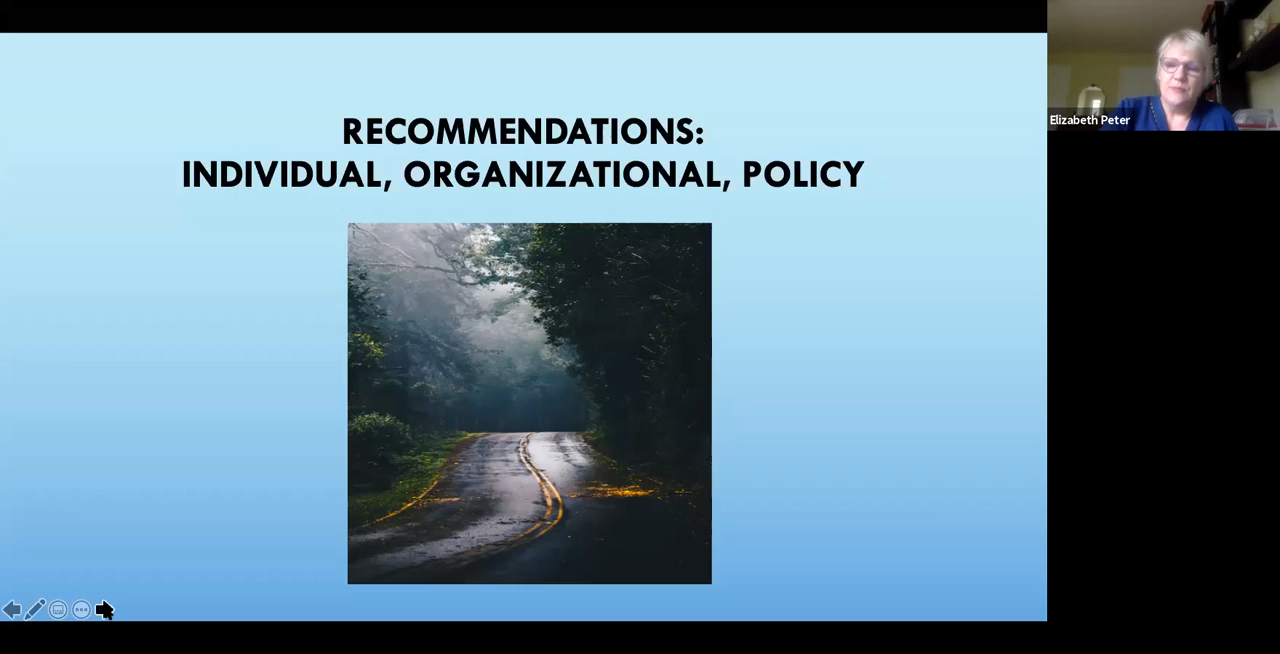 RECOMMENDATIONS:
INDIVIDUAL, ORGANIZATIONAL, POLICY
Elizabeth Peter